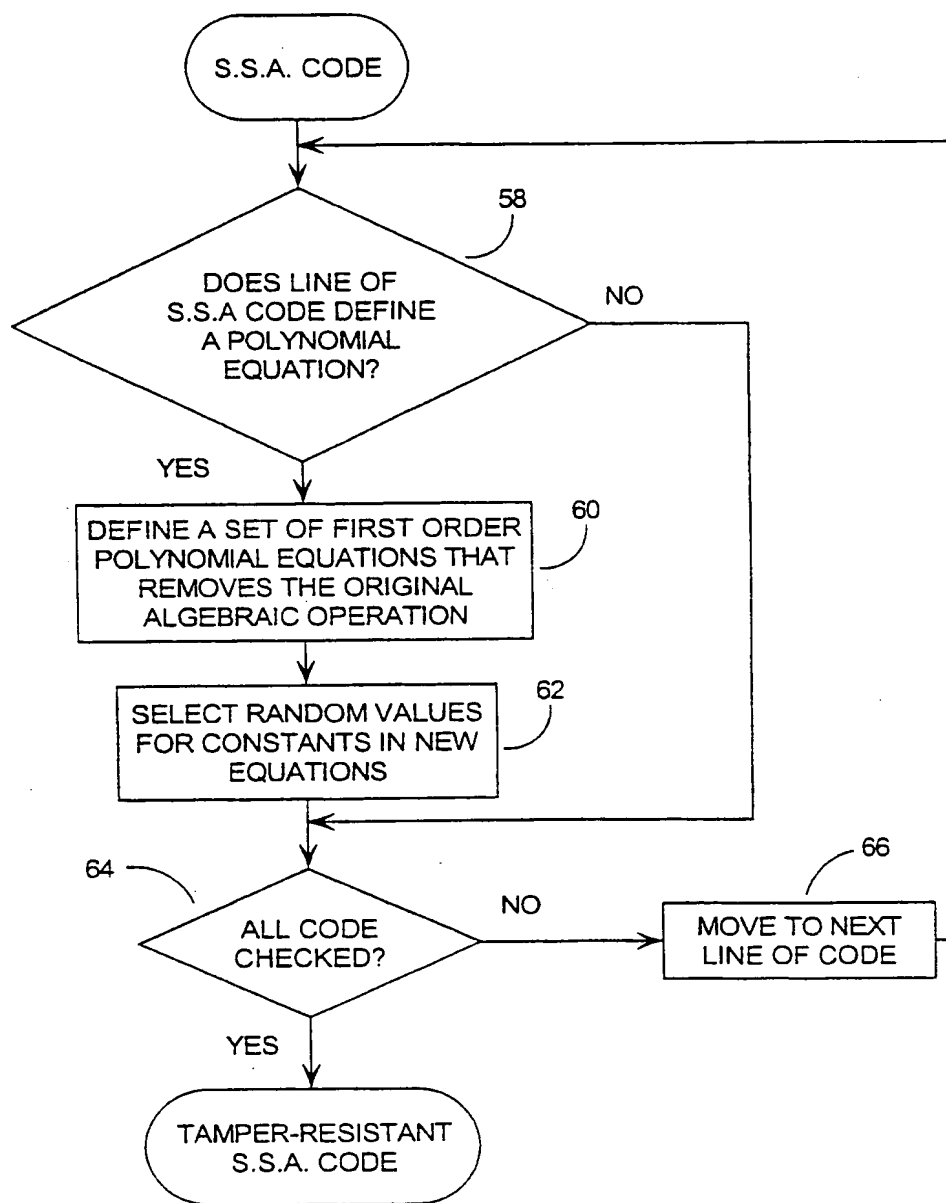 S.S.A. CODE
58
DOES LINE OF
S.S.A CODE DEFINE
A POLYNOMIAL
EQUATION?
NO
YES
60
DEFINE A SET OF FIRST ORDER
POLYNOMIAL EQUATIONS THAT
REMOVES THE ORIGINAL
ALGEBRAIC OPERATION
62
SELECT RANDOM VALUES
FOR CONSTANTS IN NEW
EQUATIONS
64
ALL CODE
CHECKED?
NO
66
MOVE TO NEXT
LINE OF CODE
YES
TAMPER-RESISTANT
S.S.A. CODE